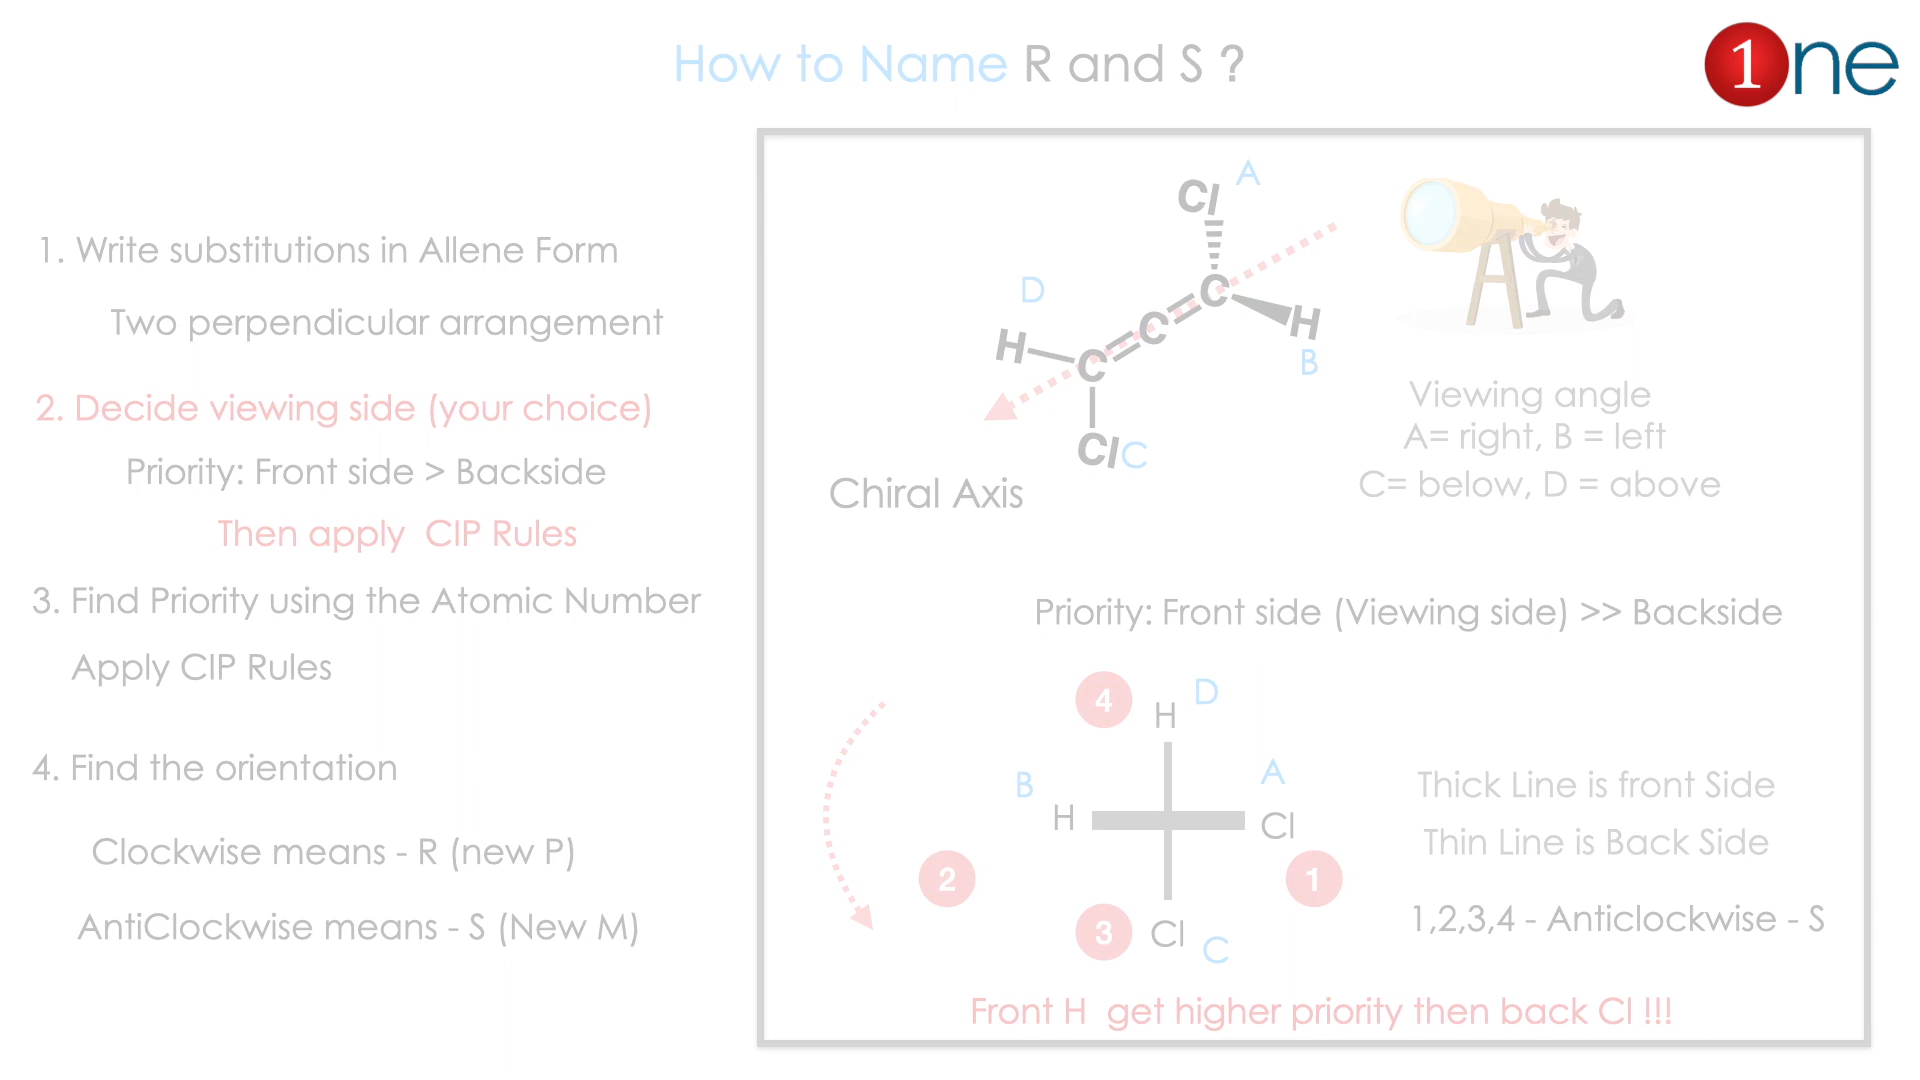 How to Name R and S ?
1ne
1. Write substitutions in Allene Form
Two perpendicular arrangement
2. Decide viewing side (your choice)
Priority: Front side > Backside
Then apply CIP Rules
3. Find Priority using the Atomic Number
Apply CIP Rules
4. Find the orientation
Clockwise means - R (new P)
AntiClockwise means - S (New M)
Cl A
D
H C C C H
B
Cl C
Chiral Axis
Viewing angle
A= right, B = left
C= below, D = above
Priority: Front side (Viewing side) >> Backside
4 H D
B A
H Cl
2 1
3 Cl C
Thick Line is front Side
Thin Line is Back Side
1,2,3,4 - Anticlockwise - S
Front H get higher priority then back Cl !!!